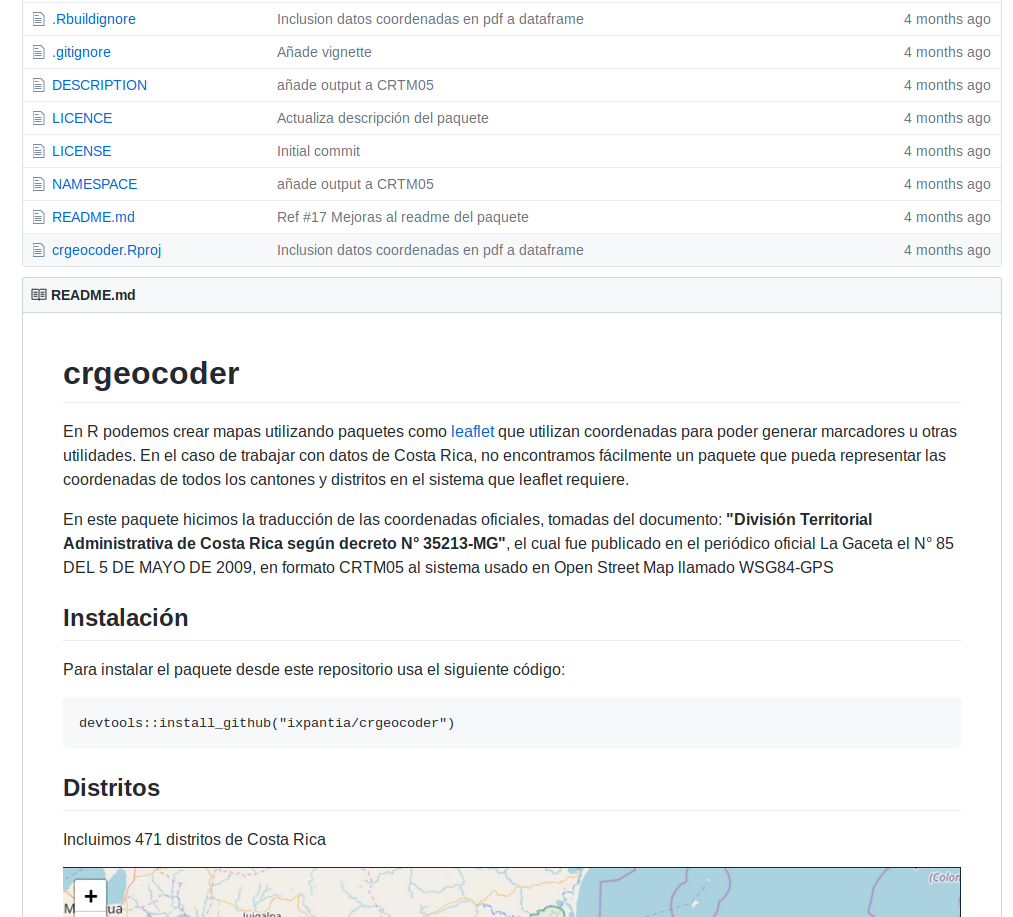 .Rbuildignore Inclusion datos coordenadas en pdf a dataframe 4 months ago
.gitignore Añade vignette 4 months ago
DESCRIPTION añade output a CRTM05 4 months ago
LICENCE Actualiza descripción del paquete 4 months ago
LICENSE Initial commit 4 months ago
NAMESPACE añade output a CRTM05 4 months ago
README.md Ref #17 Mejoras al readme del paquete 4 months ago
crgeocoder.Rproj Inclusion datos coordenadas en pdf a dataframe 4 months ago
README.md
crgeocoder
En R podemos crear mapas utilizando paquetes como leaflet que utilizan coordenadas para poder generar marcadores u otras
utilidades. En el caso de trabajar con datos de Costa Rica, no encontramos fácilmente un paquete que pueda representar las
coordenadas de todos los cantones y distritos en el sistema que leaflet requiere.
En este paquete hicimos la traducción de las coordenadas oficiales, tomadas del documento: "División Territorial
Administrativa de Costa Rica según decreto N° 35213-MG", el cual fue publicado en el periódico oficial La Gaceta el N° 85
DEL 5 DE MAYO DE 2009, en formato CRTM05 al sistema usado en Open Street Map llamado WSG84-GPS
Instalación
Para instalar el paquete desde este repositorio usa el siguiente código:
devtools::install_github("ixpantia/crgeocoder")
Distritos
Incluimos 471 distritos de Costa Rica
+